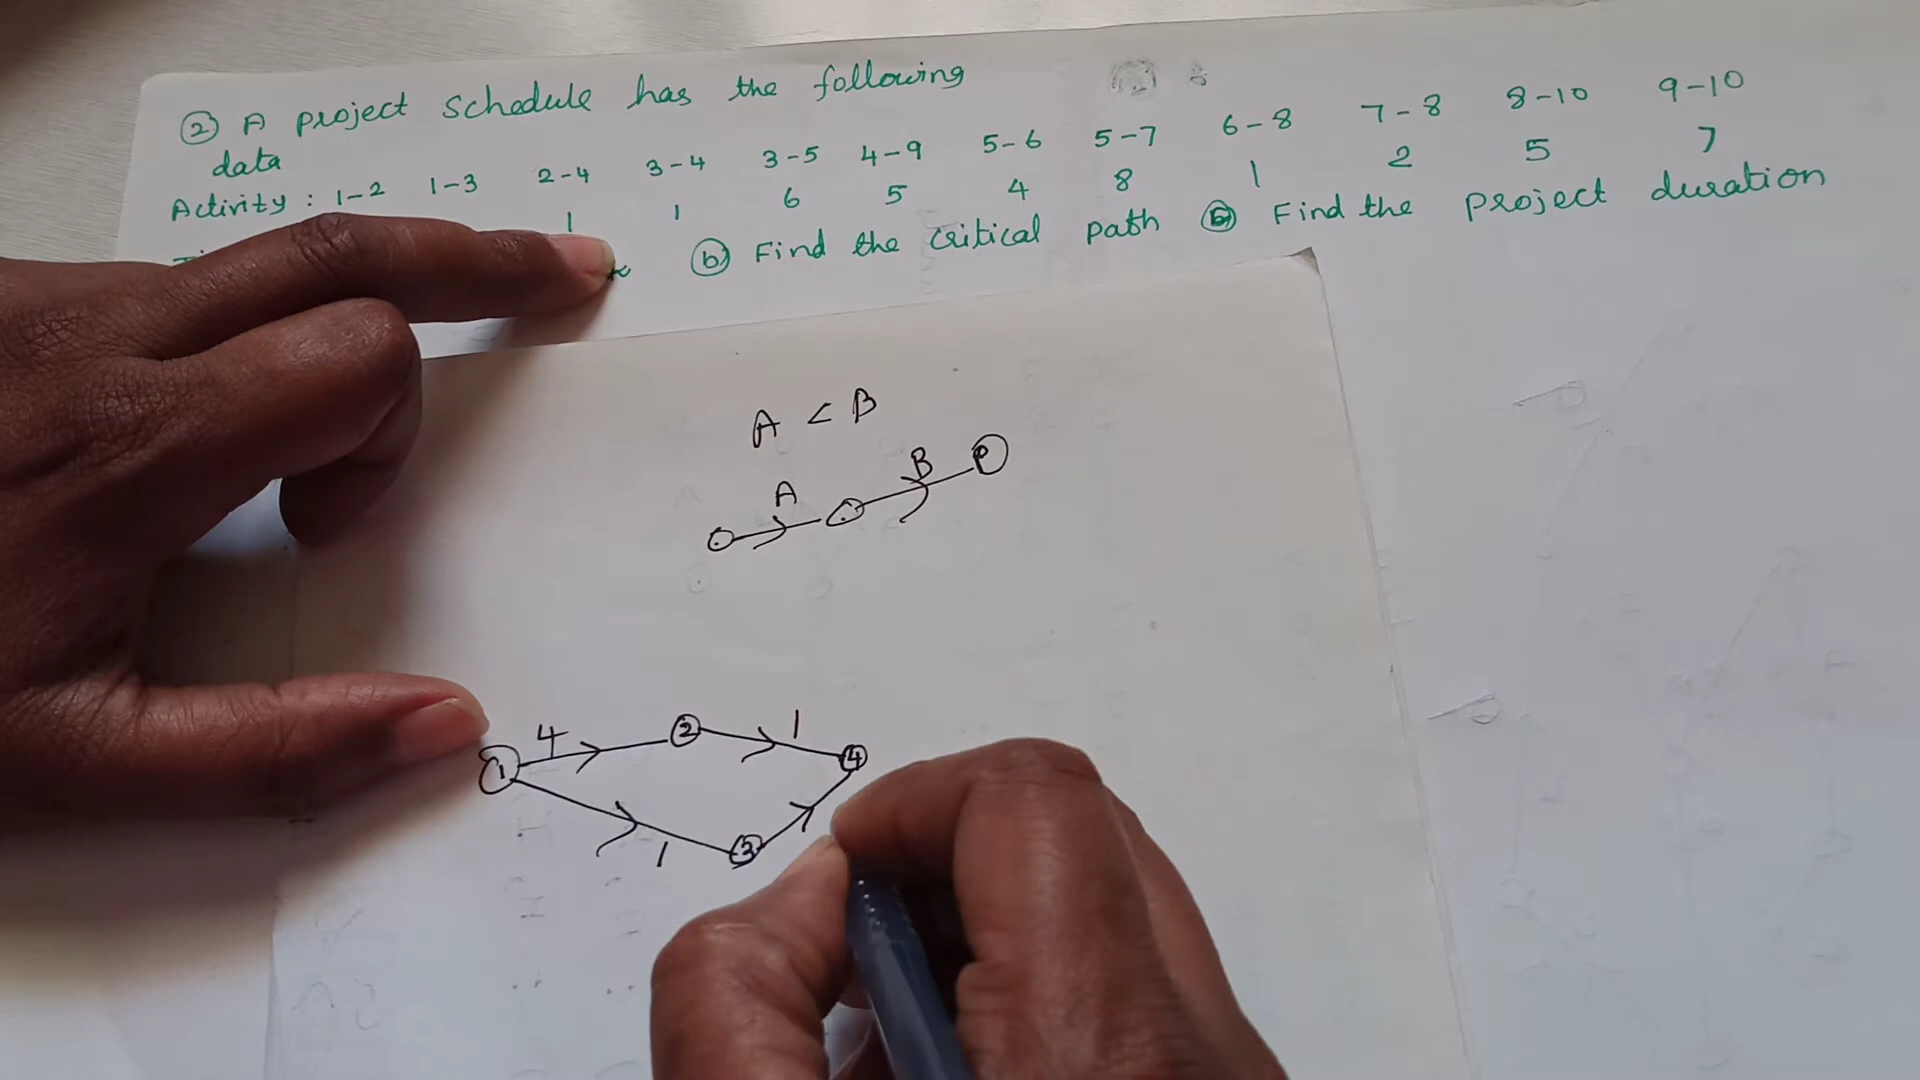 ② A project schedule has the following
data
Activity : 1-2 1-3 2-4 3-4 3-5 4-9 5-6 5-7 6-8 7-8 8-10 9-10
1 1 6 5 4 8 1 2 5 7
ⓑ Find the critical path ⓒ Find the project duration
A < B
A B
4 ② 1
① ④
1 ③